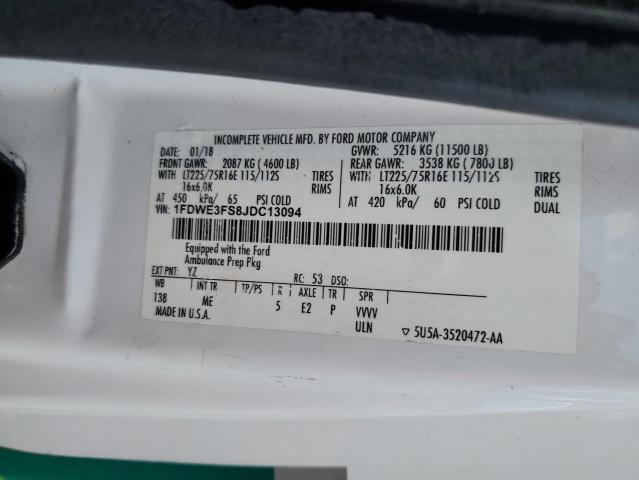 INCOMPLETE VEHICLE MFD. BY FORD MOTOR COMPANY
DATE: 01/18 GVWR: 5216 KG (11500 LB)
FRONT GAWR: 2087 KG (4600 LB) REAR GAWR: 3538 KG (7800 LB)
WITH LT225/75R16E 115/112S TIRES WITH LT225/75R16E 115/112S TIRES
16x6.0K RIMS 16x6.0K RIMS
AT 450 kPa/ 65 PSI COLD AT 420 kPa/ 60 PSI COLD DUAL
VIN: 1FDWE3FS8JDC13094
Equipped with the Ford
Ambulance Prep Pkg
EXT PNT: YZ RC: 53 DSO:
WB INT TR TP/PS R AXLE TR SPR
138 ME 5 E2 P VVVV
MADE IN U.S.A. ULN ▽ 5U5A-3520472-AA